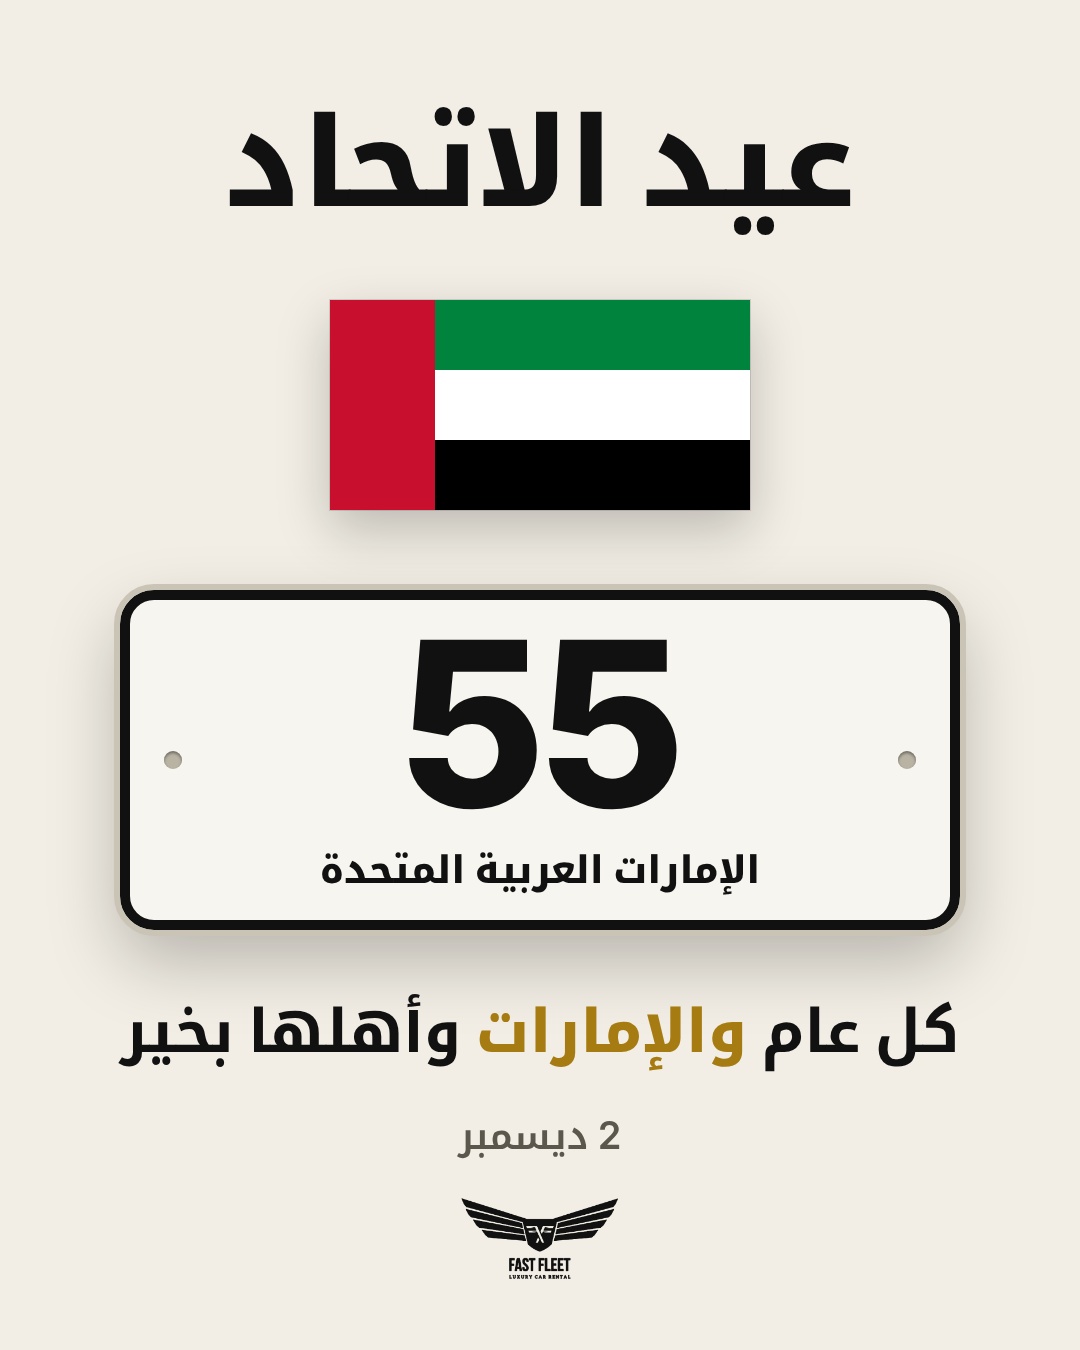 عيد الاتحاد
55
الإمارات العربية المتحدة
كل عام والإمارات وأهلها بخير
2 ديسمبر
FAST FLEET
LUXURY CAR RENTAL